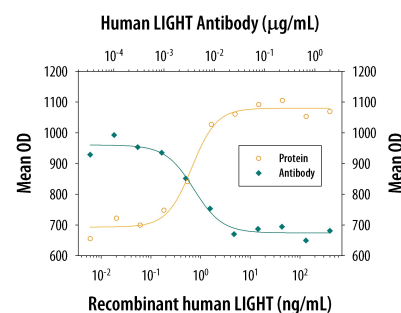 Human LIGHT Antibody (μg/mL)
10⁻⁴ 10⁻³ 10⁻² 10⁻¹ 10⁰
1200 1200
1100 1100
1000 1000
900 900
800 800
700 700
600 600
Mean OD
Mean OD
Protein
Antibody
10⁻² 10⁻¹ 10⁰ 10¹ 10²
Recombinant human LIGHT (ng/mL)